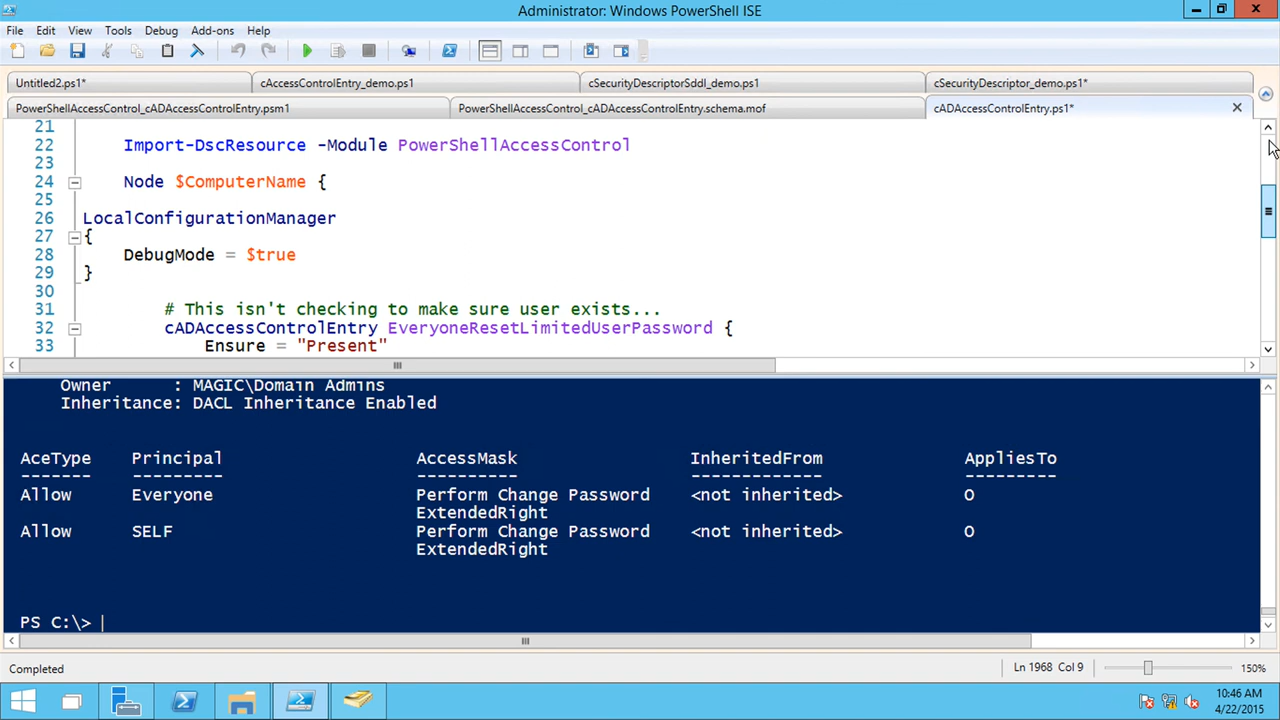 Administrator: Windows PowerShell ISE
File Edit View Tools Debug Add-ons Help
Untitled2.ps1* cAccessControlEntry_demo.ps1 cSecurityDescriptorSddl_demo.ps1 cSecurityDescriptor_demo.ps1*
PowerShellAccessControl_cADAccessControlEntry.psm1 PowerShellAccessControl_cADAccessControlEntry.schema.mof cADAccessControlEntry.ps1*
21
22 Import-DscResource -Module PowerShellAccessControl
23
24 Node $ComputerName {
25
26 LocalConfigurationManager
27 {
28 DebugMode = $true
29 }
30
31 # This isn't checking to make sure user exists...
32 cADAccessControlEntry EveryoneResetLimitedUserPassword {
33 Ensure = "Present"
Owner : MAGIC\Domain Admins
Inheritance: DACL Inheritance Enabled
AceType Principal AccessMask InheritedFrom AppliesTo
------- --------- ---------- ------------- ---------
Allow Everyone Perform Change Password <not inherited> O
ExtendedRight
Allow SELF Perform Change Password <not inherited> O
ExtendedRight
PS C:\>
Completed Ln 1968 Col 9 150%
10:46 AM
4/22/2015